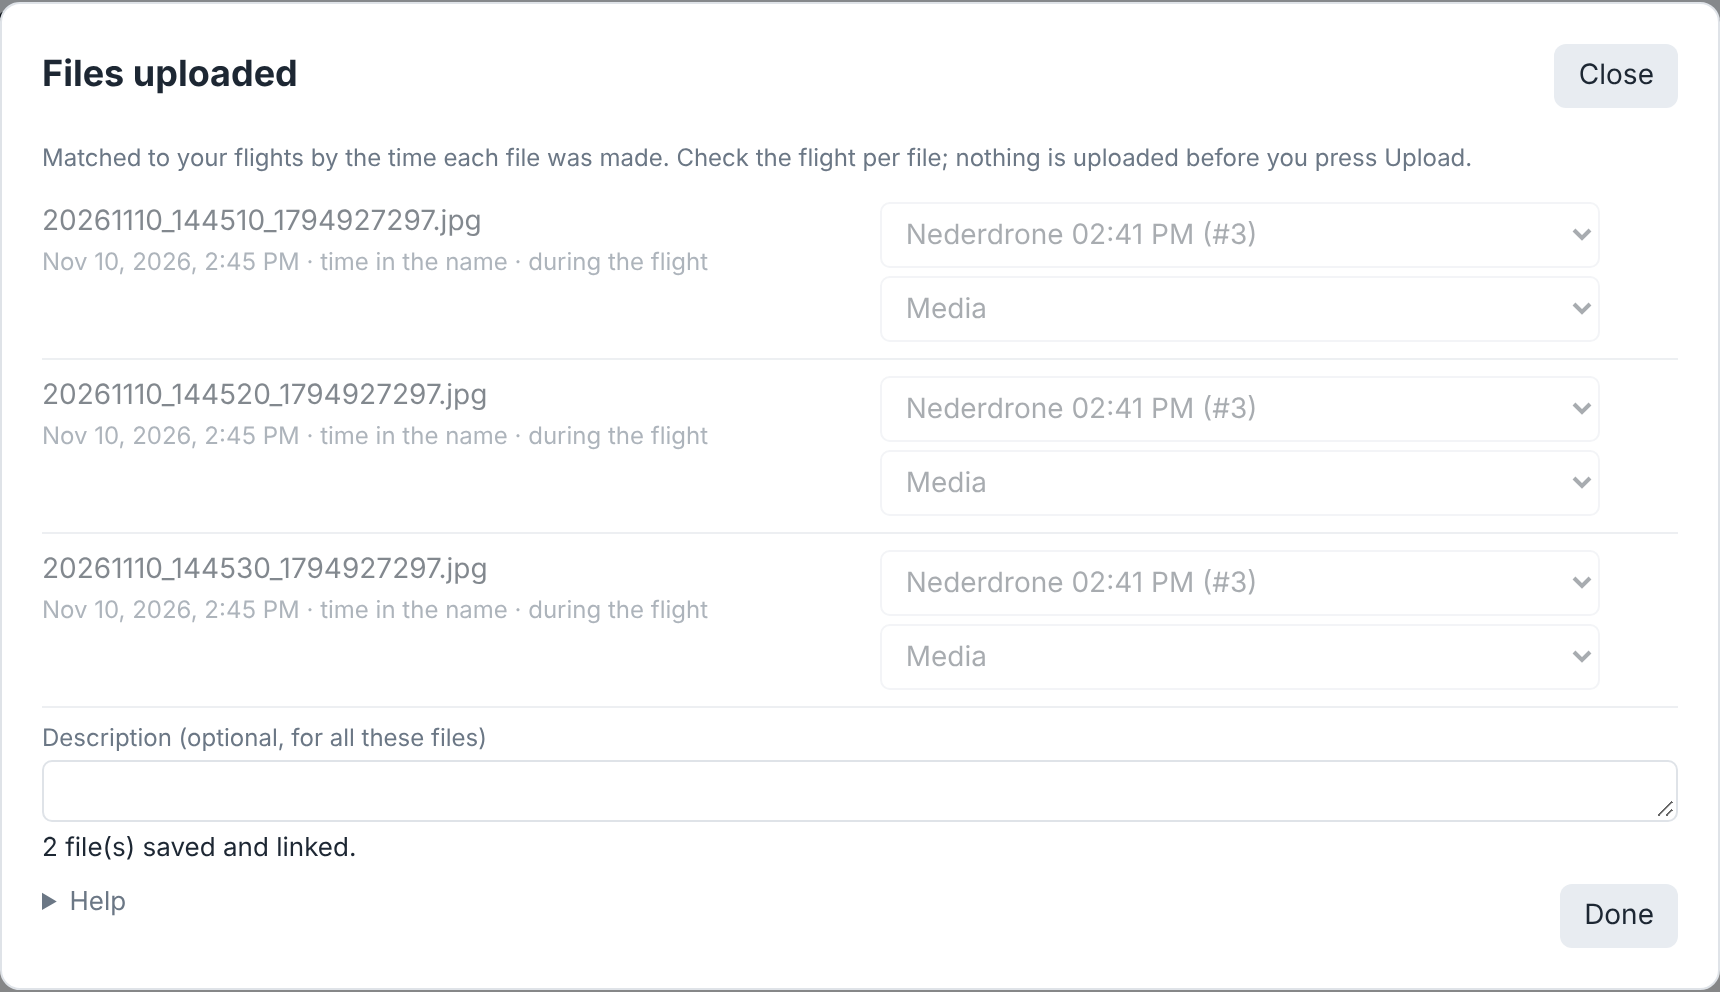 Files uploaded
Close
Matched to your flights by the time each file was made. Check the flight per file; nothing is uploaded before you press Upload.
20261110_144510_1794927297.jpg
Nov 10, 2026, 2:45 PM · time in the name · during the flight
Nederdrone 02:41 PM (#3)
Media
20261110_144520_1794927297.jpg
Nov 10, 2026, 2:45 PM · time in the name · during the flight
Nederdrone 02:41 PM (#3)
Media
20261110_144530_1794927297.jpg
Nov 10, 2026, 2:45 PM · time in the name · during the flight
Nederdrone 02:41 PM (#3)
Media
Description (optional, for all these files)
2 file(s) saved and linked.
Help
Done